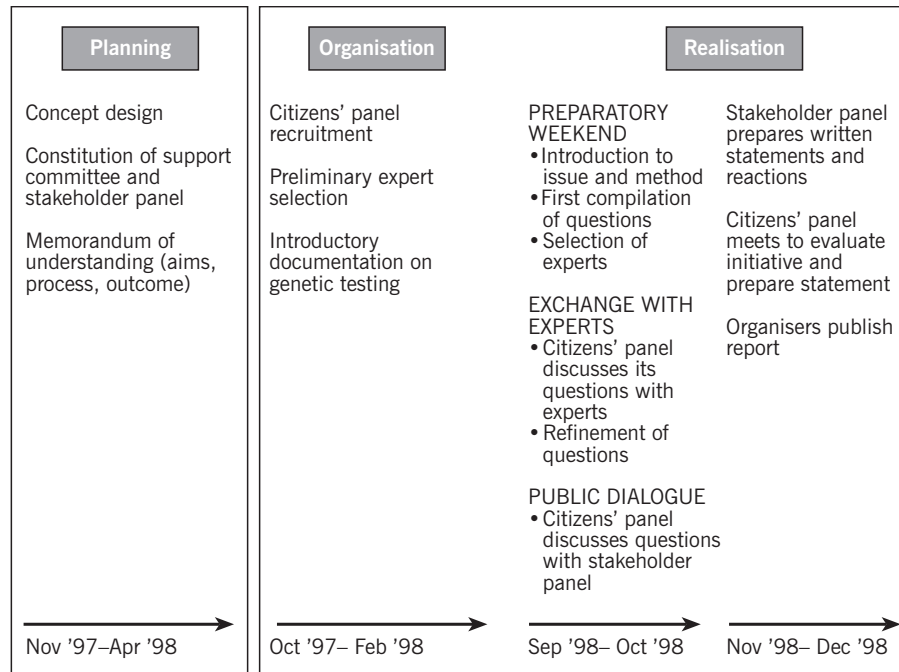 Planning
Concept design
Constitution of support
committee and
stakeholder panel
Memorandum of
understanding (aims,
process, outcome)
Nov '97–Apr '98
Organisation
Citizens' panel
recruitment
Preliminary expert
selection
Introductory
documentation on
genetic testing
Oct '97– Feb '98
Realisation
PREPARATORY
WEEKEND
• Introduction to
issue and method
• First compilation
of questions
• Selection of
experts
EXCHANGE WITH
EXPERTS
• Citizens' panel
discusses its
questions with
experts
• Refinement of
questions
PUBLIC DIALOGUE
• Citizens' panel
discusses questions
with stakeholder
panel
Sep '98– Oct '98
Stakeholder panel
prepares written
statements and
reactions
Citizens' panel
meets to evaluate
initiative and
prepare statement
Organisers publish
report
Nov '98– Dec '98